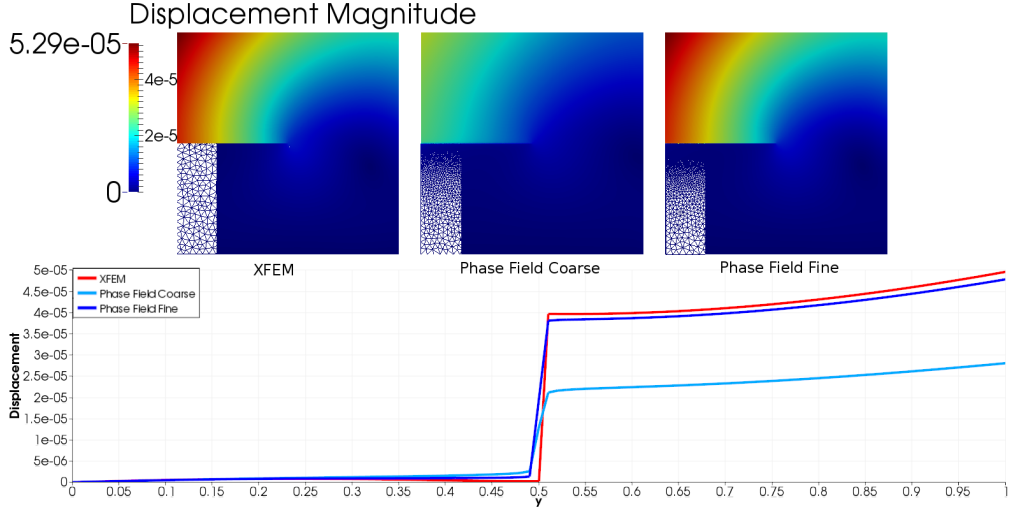 Displacement Magnitude
5.29e-05
4e-5
2e-5
0
XFEM
Phase Field Coarse
Phase Field Fine
5e-05
4.5e-05
4e-05
3.5e-05
3e-05
2.5e-05
2e-05
1.5e-05
1e-05
5e-06
0
Displacement
XFEM
Phase Field Coarse
Phase Field Fine
0 0.05 0.1 0.15 0.2 0.25 0.3 0.35 0.4 0.45 0.5 0.55 0.6 0.65 0.7 0.75 0.8 0.85 0.9 0.95 1
y